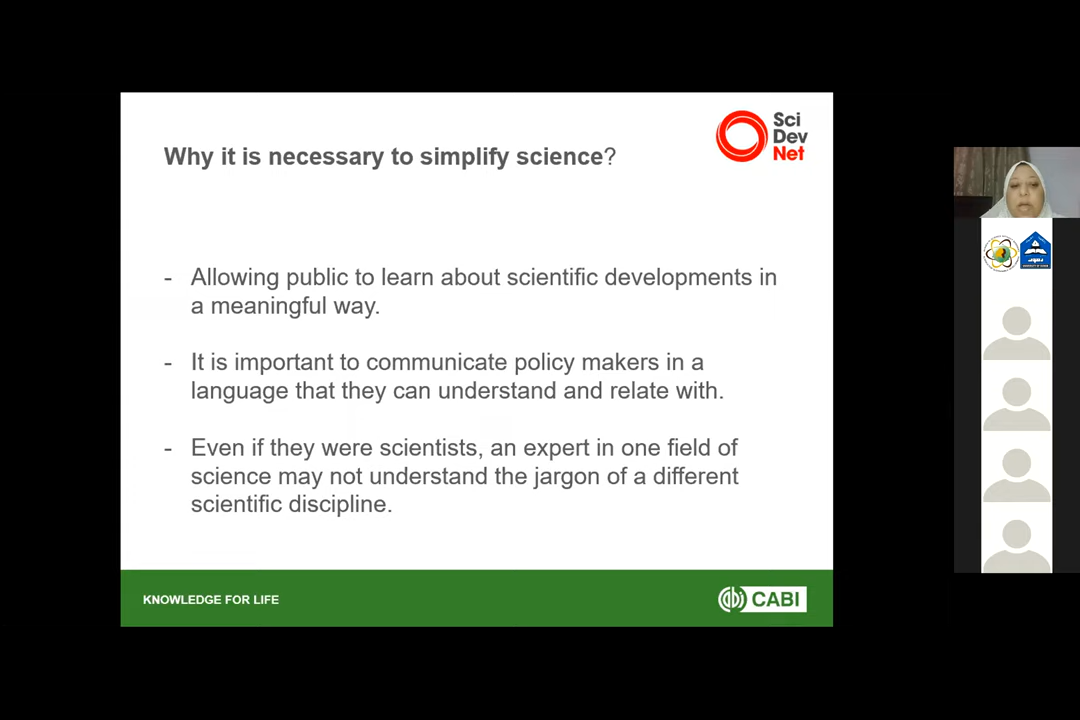 Why it is necessary to simplify science?
Sci
Dev
Net
- Allowing public to learn about scientific developments in
a meaningful way.
- It is important to communicate policy makers in a
language that they can understand and relate with.
- Even if they were scientists, an expert in one field of
science may not understand the jargon of a different
scientific discipline.
KNOWLEDGE FOR LIFE
CABI